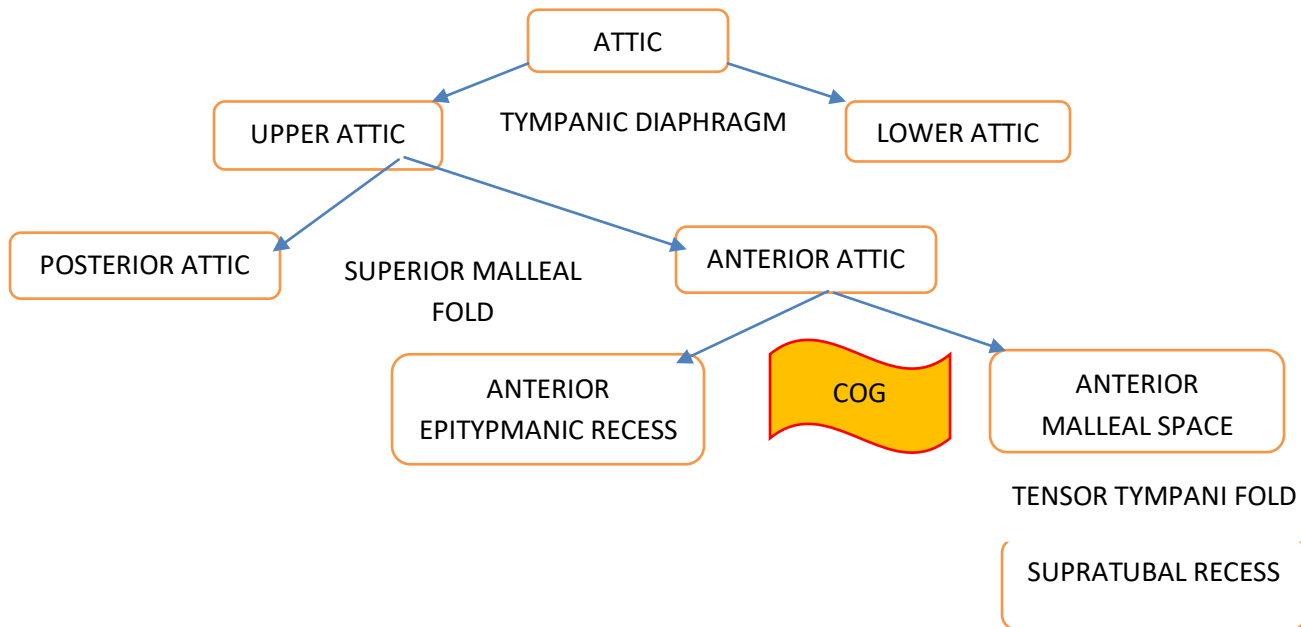 ATTIC
UPPER ATTIC
TYMPANIC DIAPHRAGM
LOWER ATTIC
POSTERIOR ATTIC
SUPERIOR MALLEAL
FOLD
ANTERIOR ATTIC
ANTERIOR
EPITYPMANIC RECESS
COG
ANTERIOR
MALLEAL SPACE
TENSOR TYMPANI FOLD
SUPRATUBAL RECESS